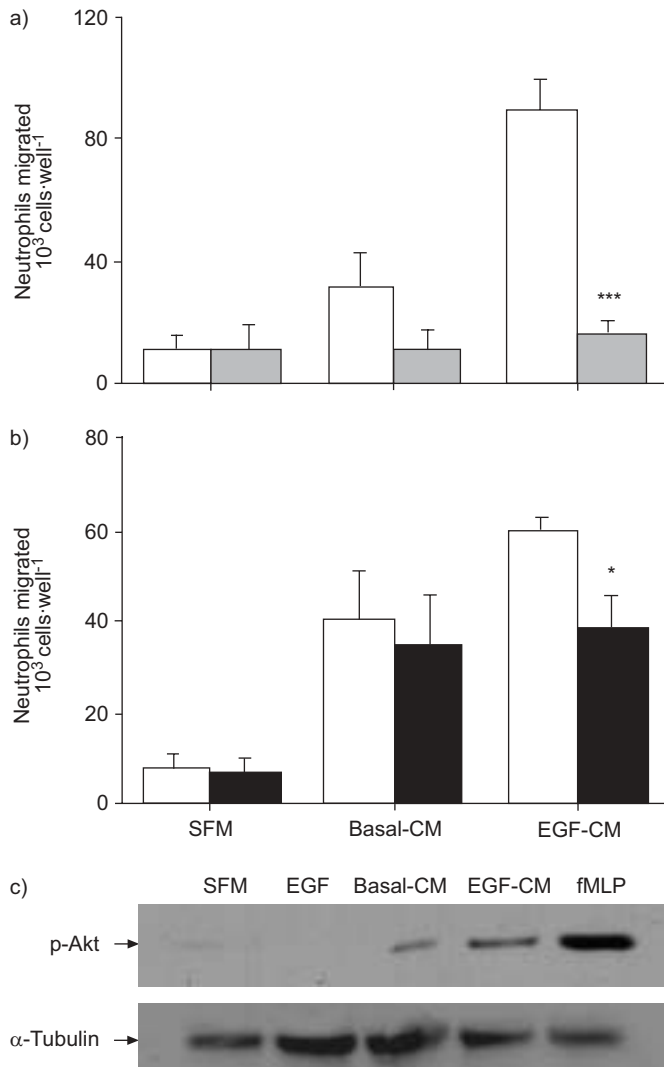 a)
120
80
40
0
Neutrophils migrated
10³ cells·well⁻¹
***
b)
80
60
40
20
0
Neutrophils migrated
10³ cells·well⁻¹
*
SFM Basal-CM EGF-CM
c)
SFM EGF Basal-CM EGF-CM fMLP
p-Akt
α-Tubulin